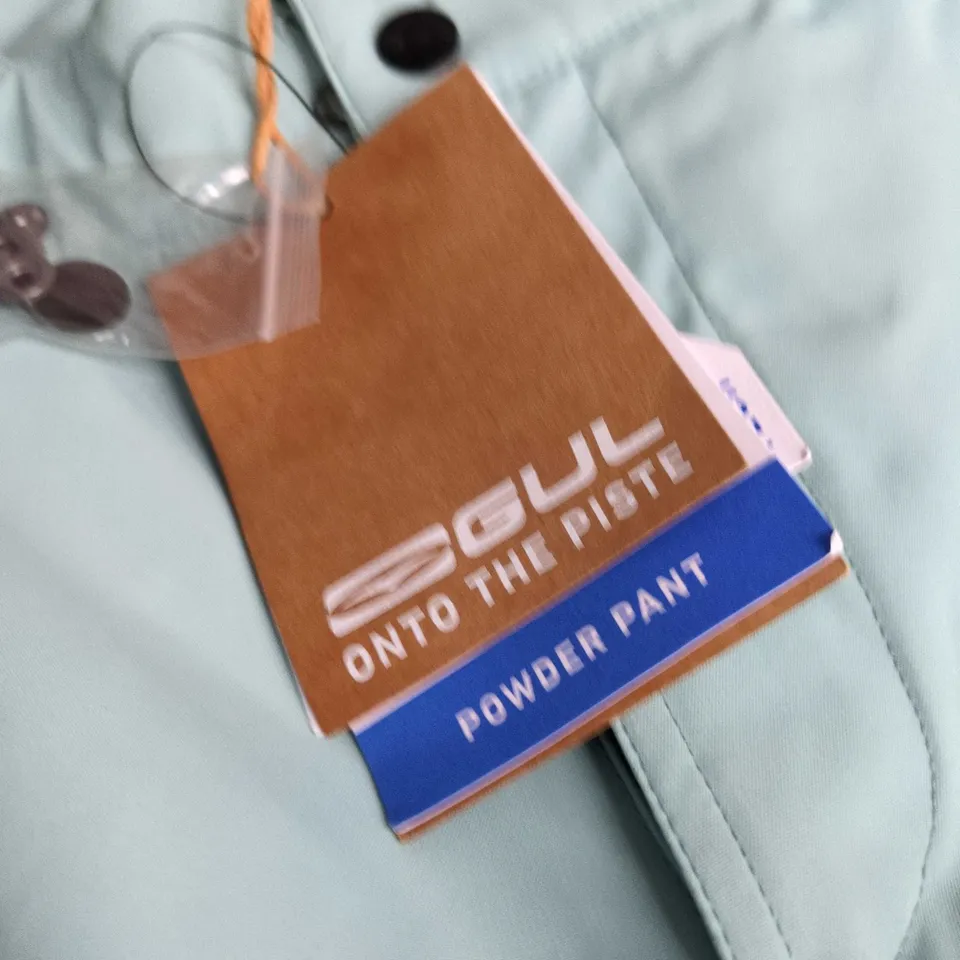 GUL
ONTO THE PISTE
POWDER PANT